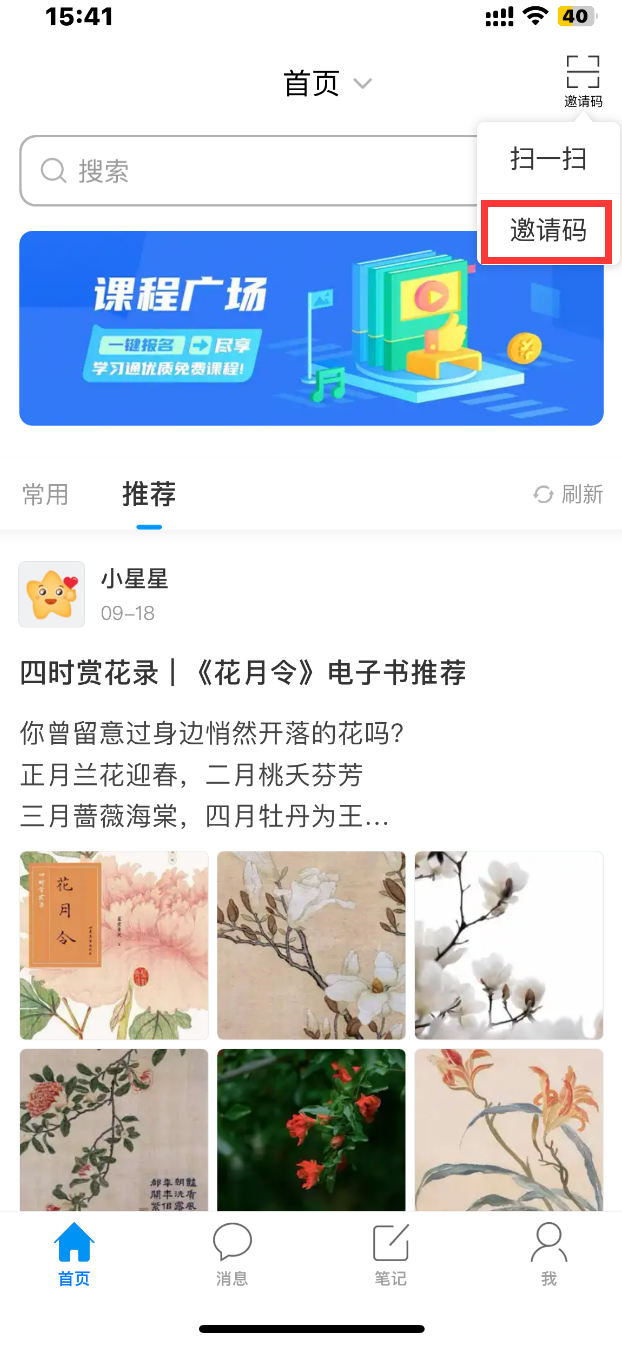 15:41
40
首页
邀请码
扫一扫
邀请码
搜索
课程广场
一键报名 尽享
学习通优质免费课程!
常用
推荐
刷新
小星星
09-18
四时赏花录 | 《花月令》电子书推荐
你曾留意过身边悄然开落的花吗?
正月兰花迎春，二月桃夭芬芳
三月蔷薇海棠，四月牡丹为王...
四时赏花录
花月令
首页
消息
笔记
我